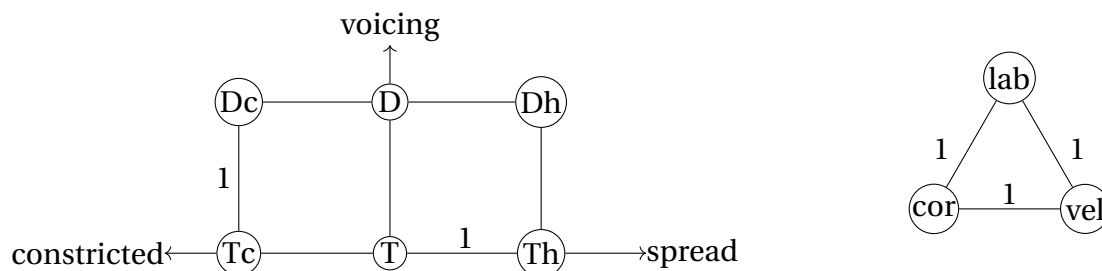 voicing
Dc D Dh
1
constricted Tc T 1 Th spread
lab
1 1
cor 1 vel